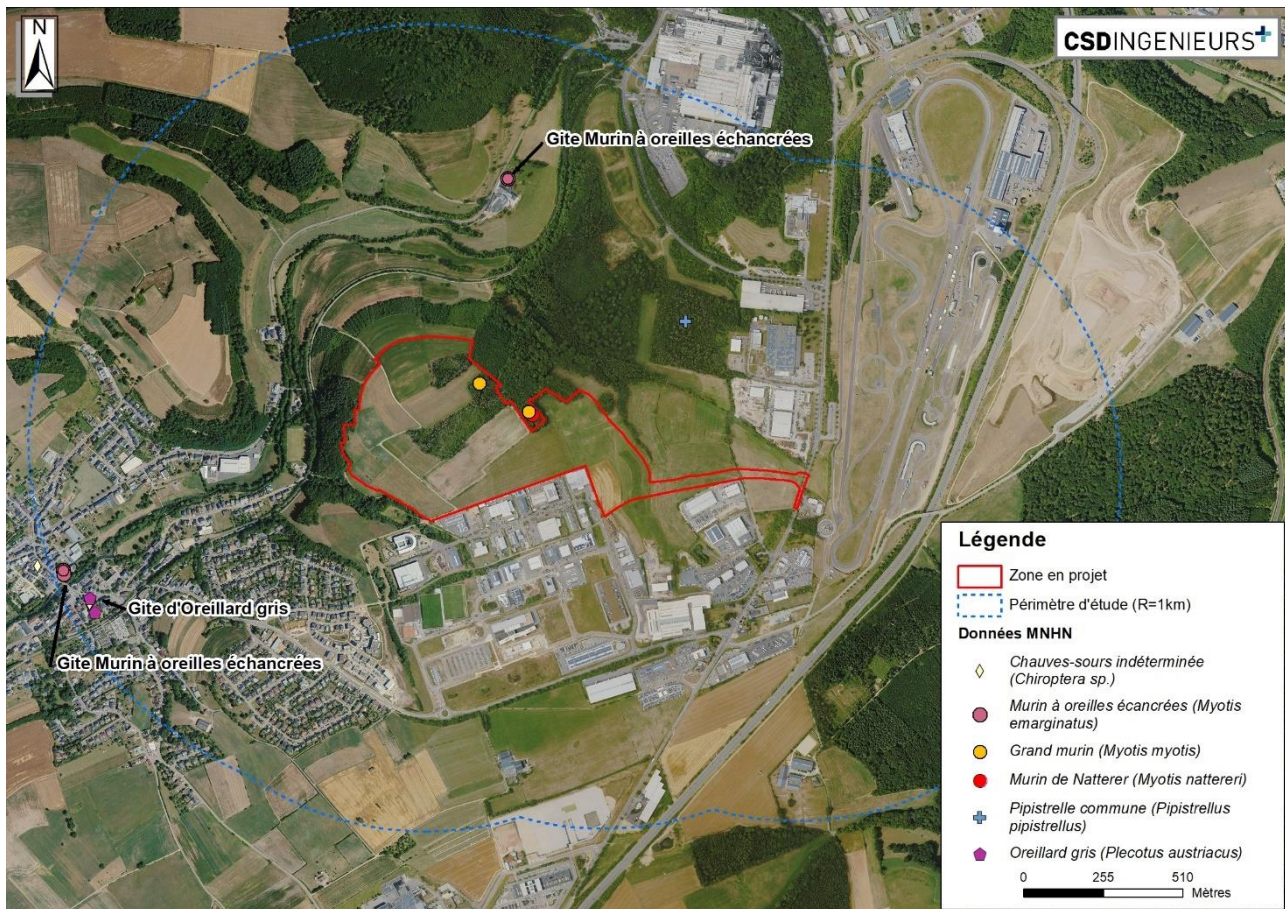 N
CSDINGENIEURS+
Gite Murin à oreilles échancrées
Gite d'Oreillard gris
Gite Murin à oreilles échancrées
Légende
Zone en projet
Périmètre d'étude (R=1km)
Données MNHN
Chauves-sours indéterminée
(Chiroptera sp.)
Murin à oreilles écancrées (Myotis
emarginatus)
Grand murin (Myotis myotis)
Murin de Natterer (Myotis nattereri)
Pipistrelle commune (Pipistrellus
pipistrellus)
Oreillard gris (Plecotus austriacus)
0 255 510
Mètres